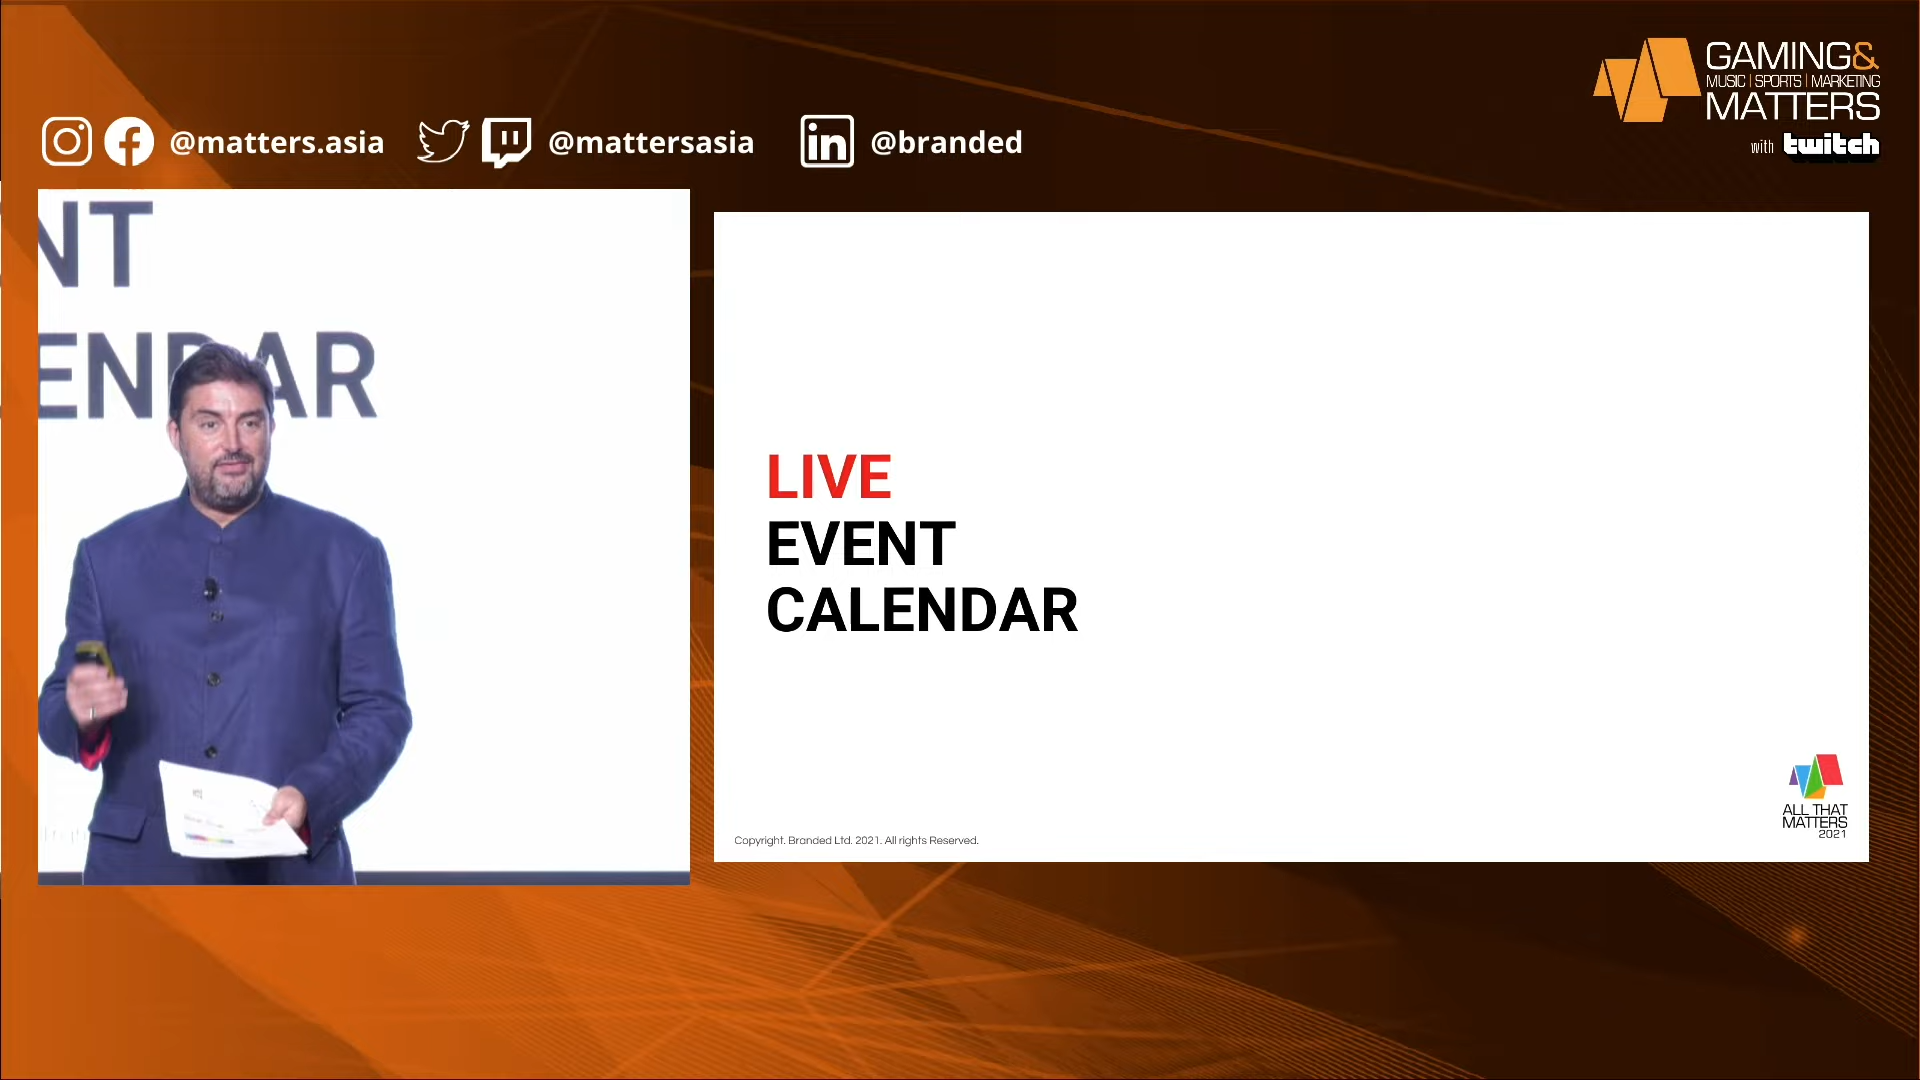 GAMING&
MUSIC | SPORTS | MARKETING
MATTERS
with twitch
@matters.asia
@mattersasia
in @branded
NT
ENDAR
LIVE
EVENT
CALENDAR
ALL THAT
MATTERS
2021
Copyright. Branded Ltd. 2021. All rights Reserved.